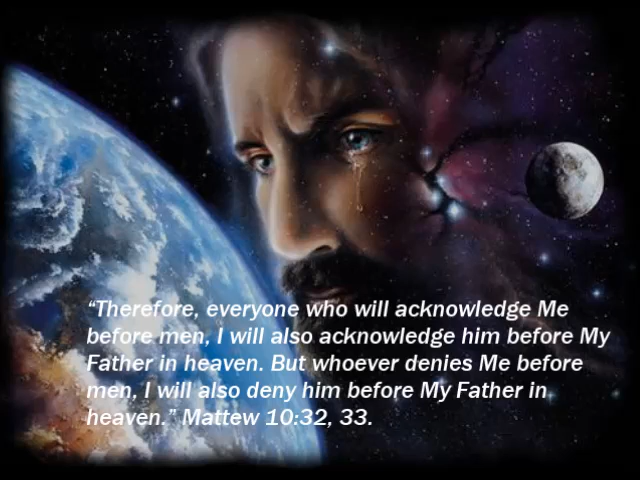 “Therefore, everyone who will acknowledge Me
before men, I will also acknowledge him before My
Father in heaven. But whoever denies Me before
men, I will also deny him before My Father in
heaven.” Mattew 10:32, 33.